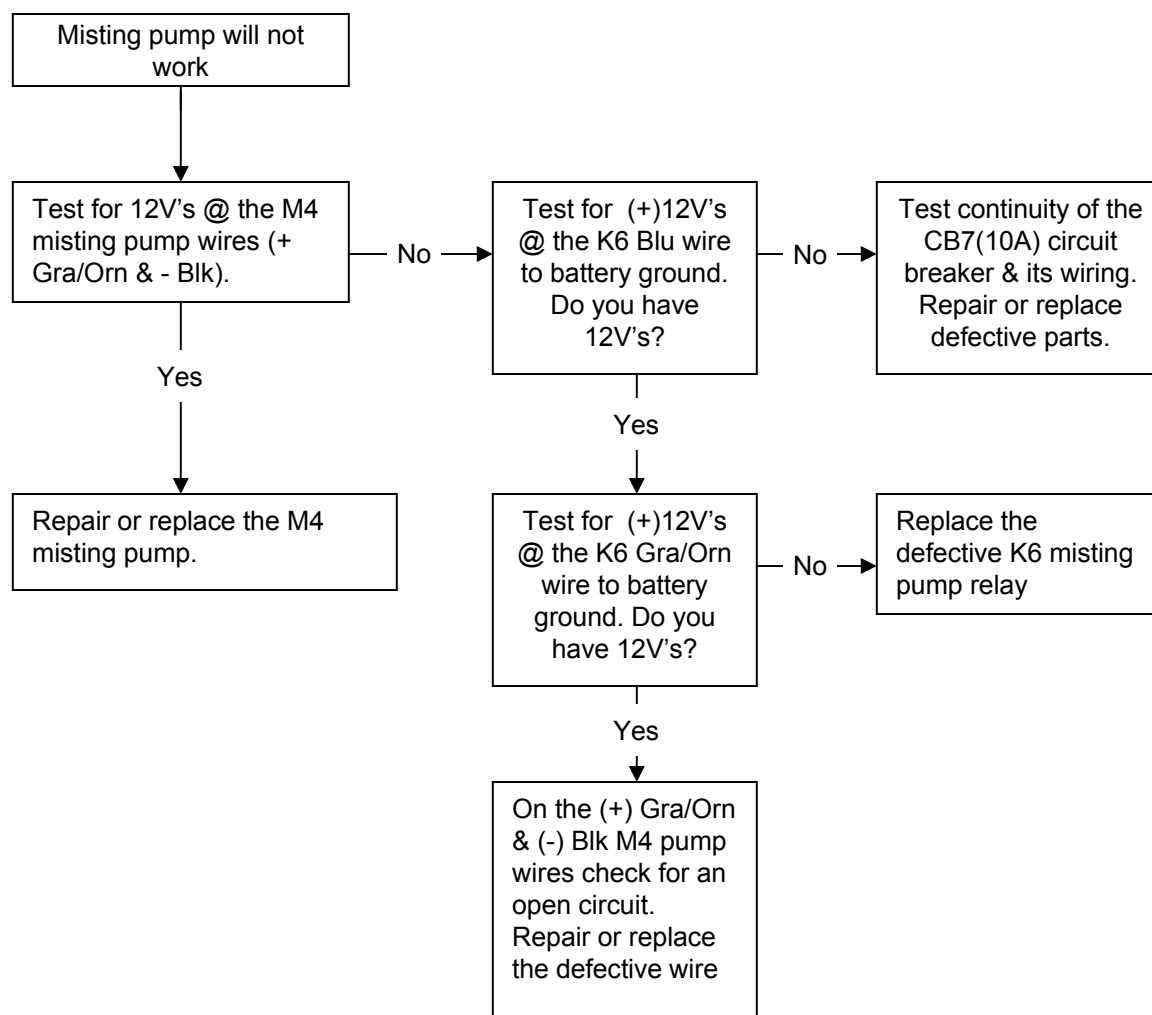 Misting pump will not
work
Test for 12V's @ the M4
misting pump wires (+
Gra/Orn & - Blk).
No
Test for (+)12V's
@ the K6 Blu wire
to battery ground.
Do you have
12V's?
No
Test continuity of the
CB7(10A) circuit
breaker & its wiring.
Repair or replace
defective parts.
Yes
Yes
Repair or replace the M4
misting pump.
Test for (+)12V's
@ the K6 Gra/Orn
wire to battery
ground. Do you
have 12V's?
No
Replace the
defective K6 misting
pump relay
Yes
On the (+) Gra/Orn
& (-) Blk M4 pump
wires check for an
open circuit.
Repair or replace
the defective wire